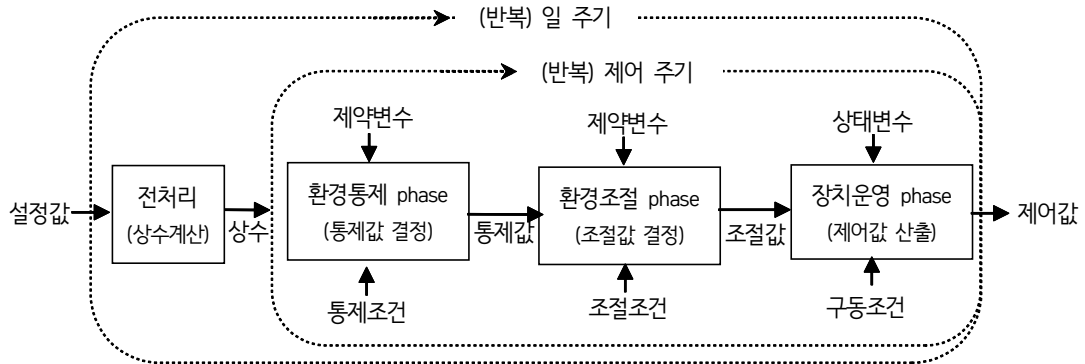 (반복) 일 주기
(반복) 제어 주기
제약변수
제약변수
상태변수
설정값
전처리
(상수계산)
상수
환경통제 phase
(통제값 결정)
통제값
환경조절 phase
(조절값 결정)
조절값
장치운영 phase
(제어값 산출)
제어값
통제조건
조절조건
구동조건